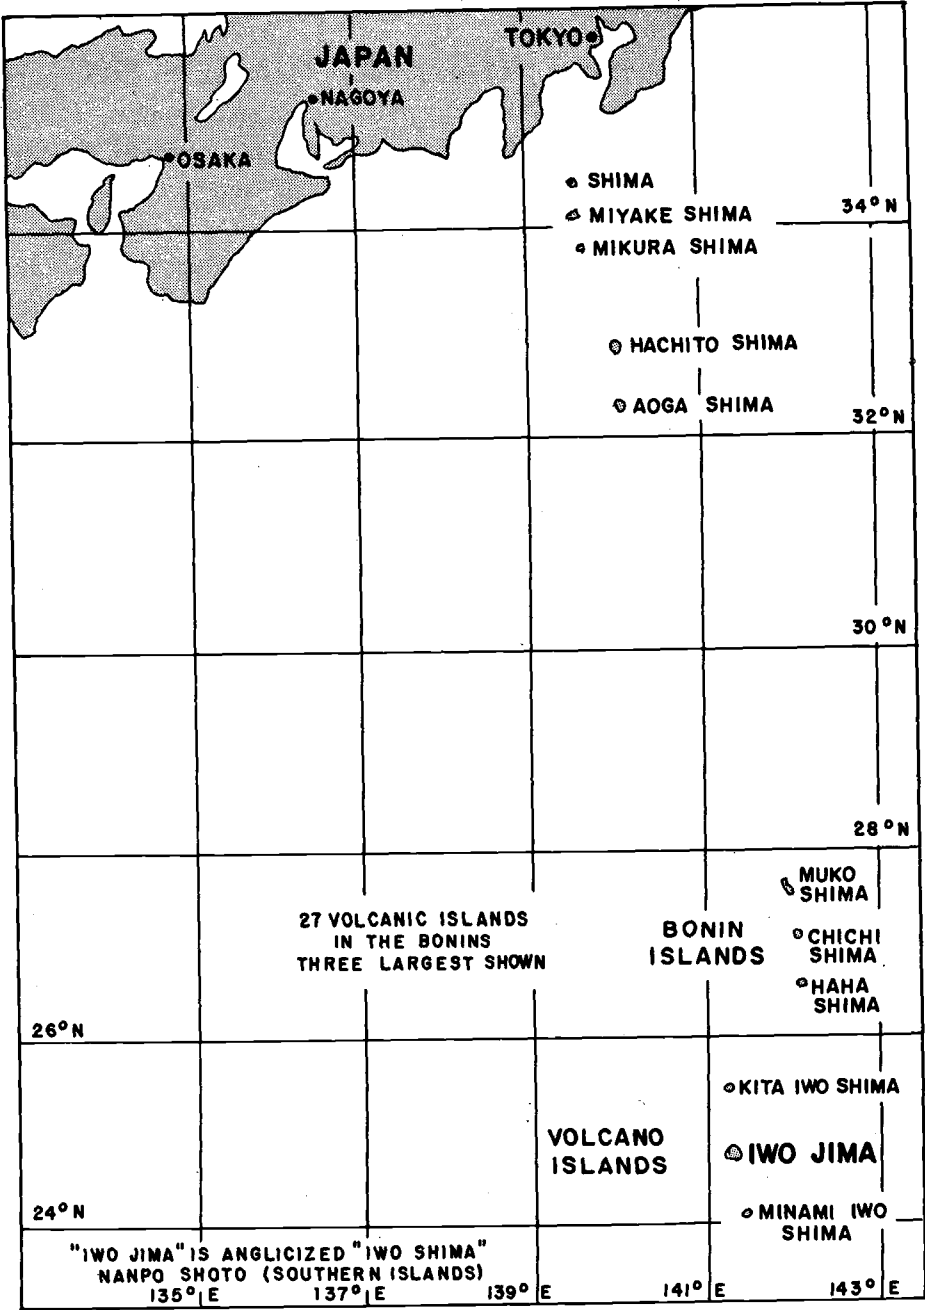 TOKYO
JAPAN
NAGOYA
OSAKA
SHIMA
MIYAKE SHIMA
34°N
MIKURA SHIMA
HACHITO SHIMA
AOGA SHIMA
32°N
30°N
28°N
MUKO
SHIMA
27 VOLCANIC ISLANDS
IN THE BONINS
THREE LARGEST SHOWN
BONIN
ISLANDS
CHICHI
SHIMA
HAHA
SHIMA
26°N
KITA IWO SHIMA
VOLCANO
ISLANDS
IWO JIMA
24°N
MINAMI IWO
SHIMA
"IWO JIMA" IS ANGLICIZED "IWO SHIMA"
NANPO SHOTO (SOUTHERN ISLANDS)
135°E 137°E 139°E 141°E 143°E